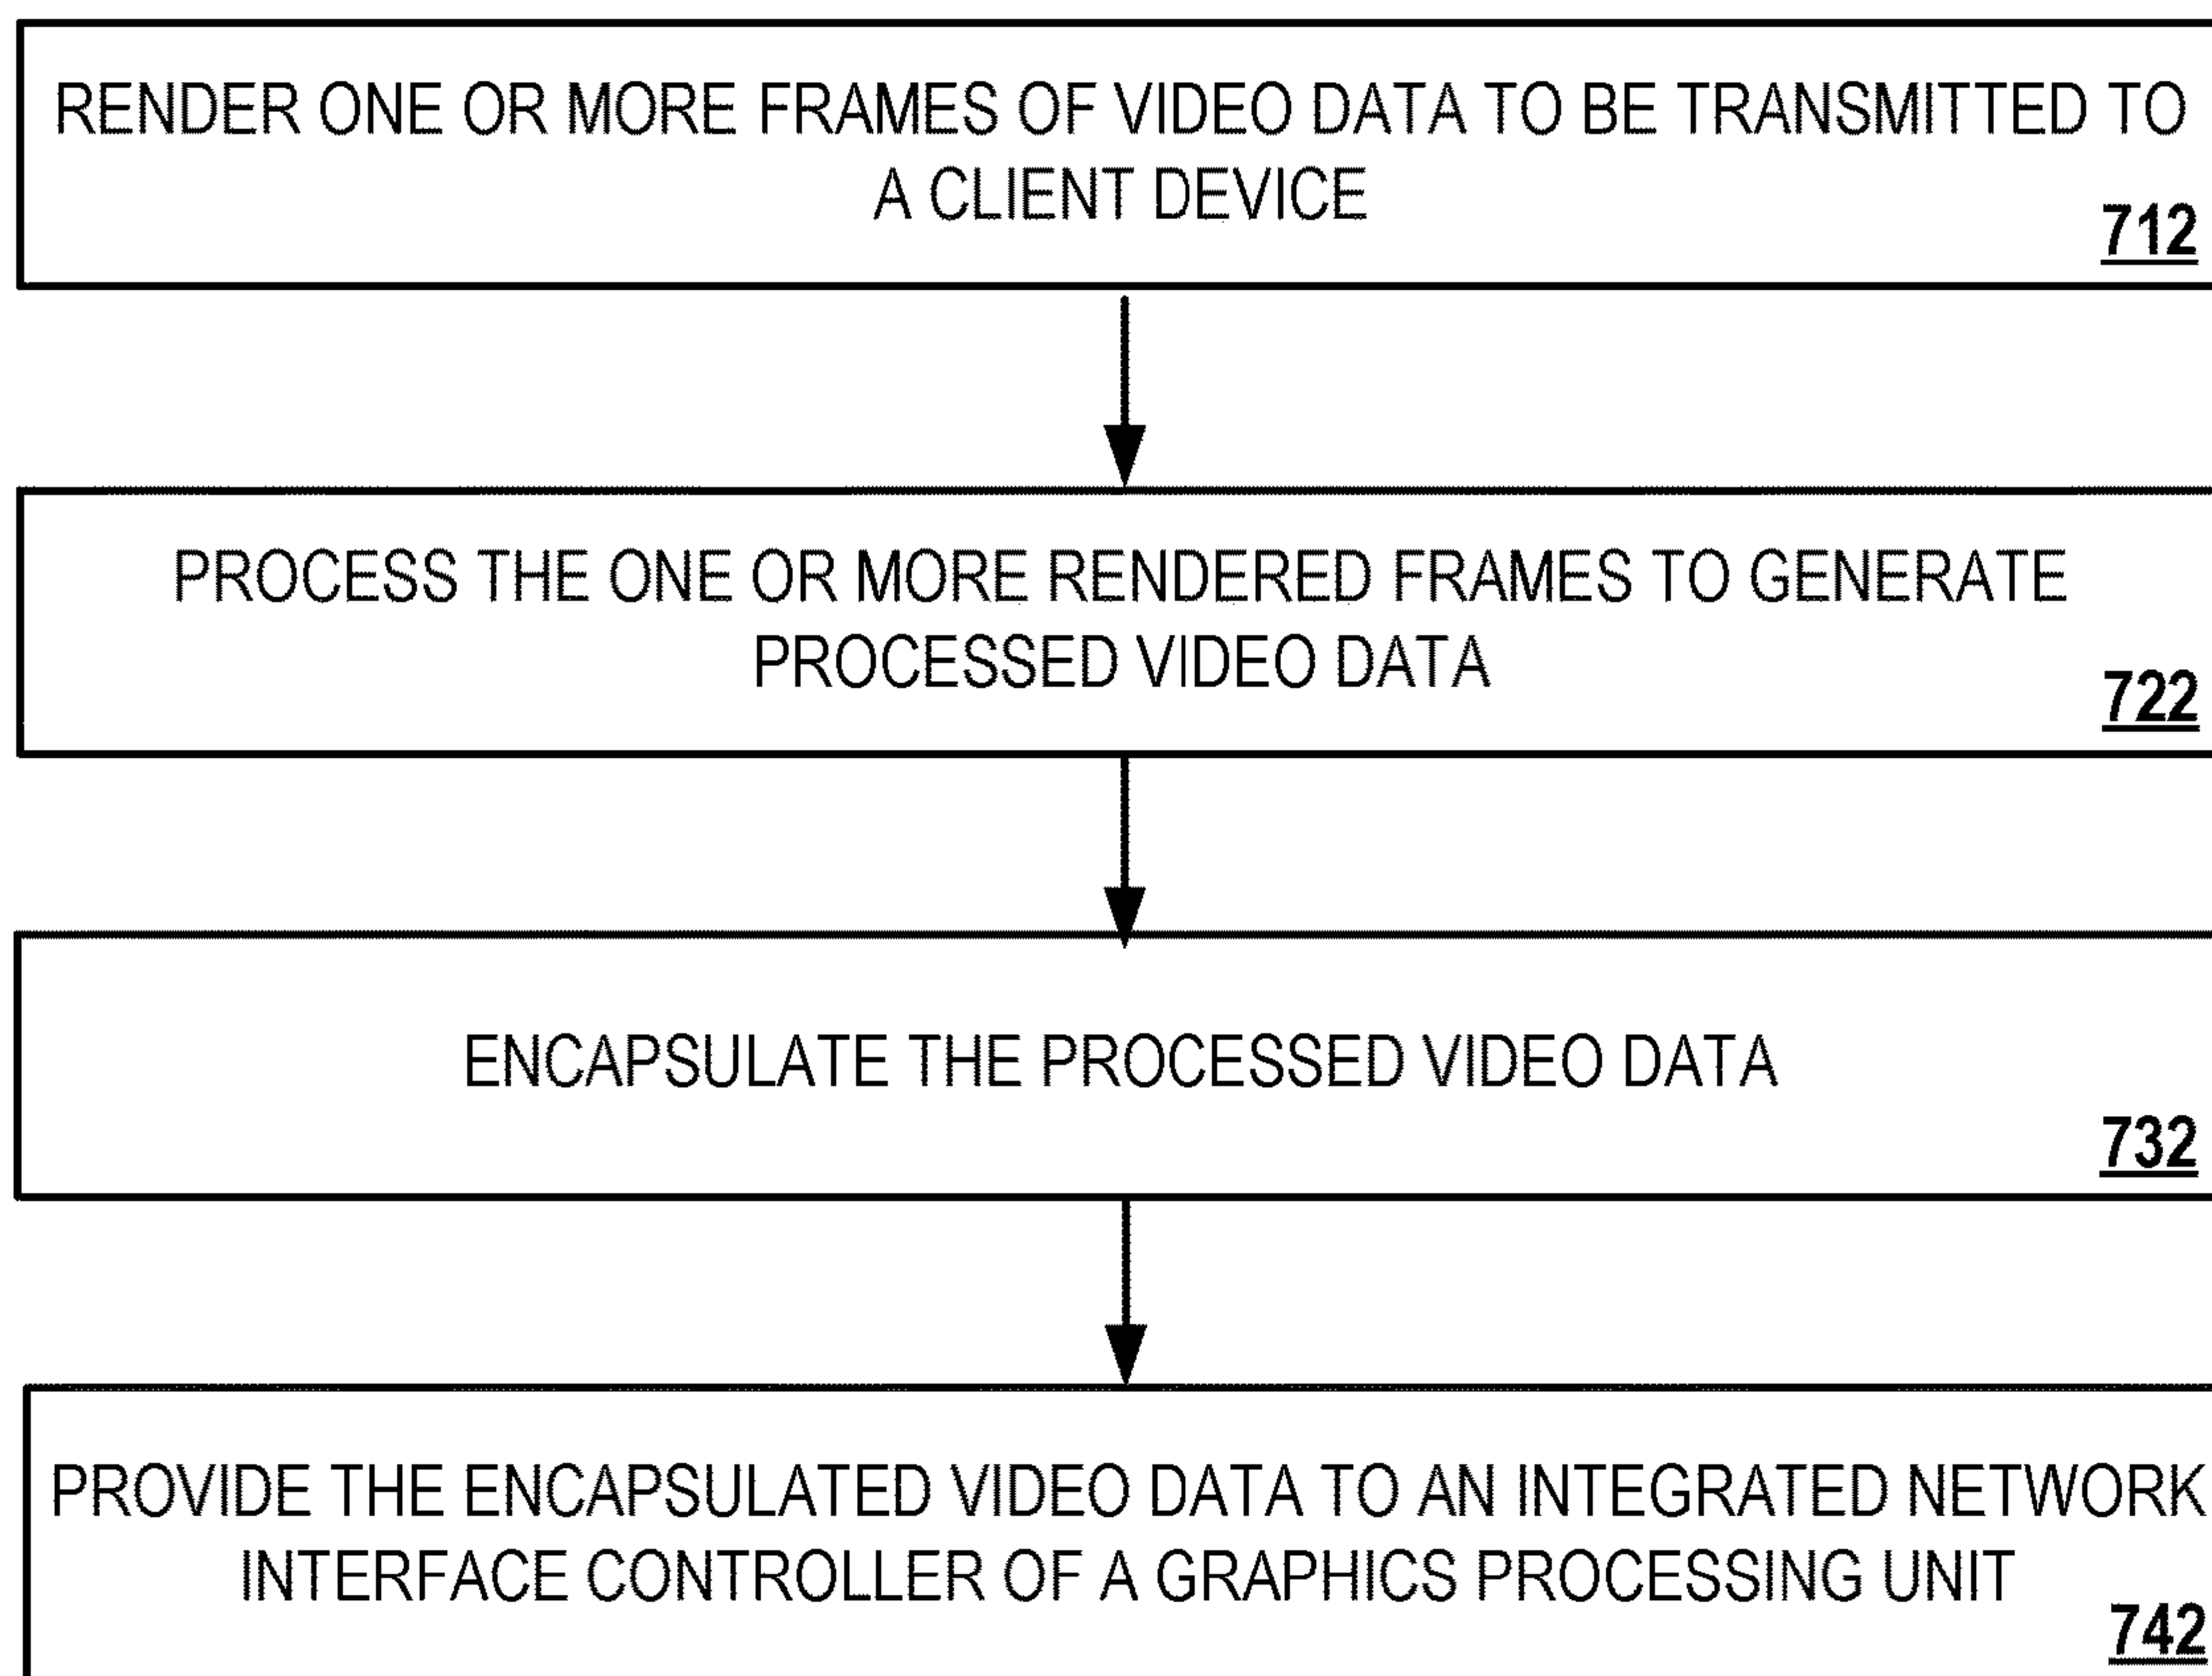 RENDER ONE OR MORE FRAMES OF VIDEO DATA TO BE TRANSMITTED TO
A CLIENT DEVICE
712
PROCESS THE ONE OR MORE RENDERED FRAMES TO GENERATE
PROCESSED VIDEO DATA
722
ENCAPSULATE THE PROCESSED VIDEO DATA
732
PROVIDE THE ENCAPSULATED VIDEO DATA TO AN INTEGRATED NETWORK
INTERFACE CONTROLLER OF A GRAPHICS PROCESSING UNIT
742